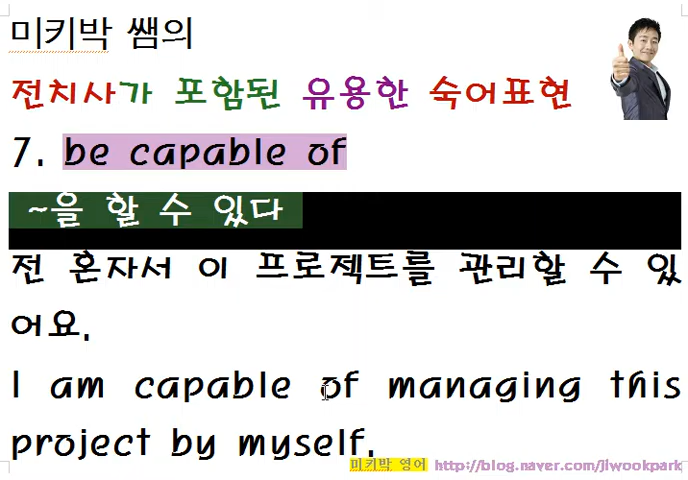 미키박 쌤의
전치사가 포함된 유용한 숙어표현
7. be capable of
~을 할 수 있다
전 혼자서 이 프로젝트를 관리할 수 있
어요.
I am capable of managing this
project by myself.
미키박 영어 http://blog.naver.com/jiwookpark